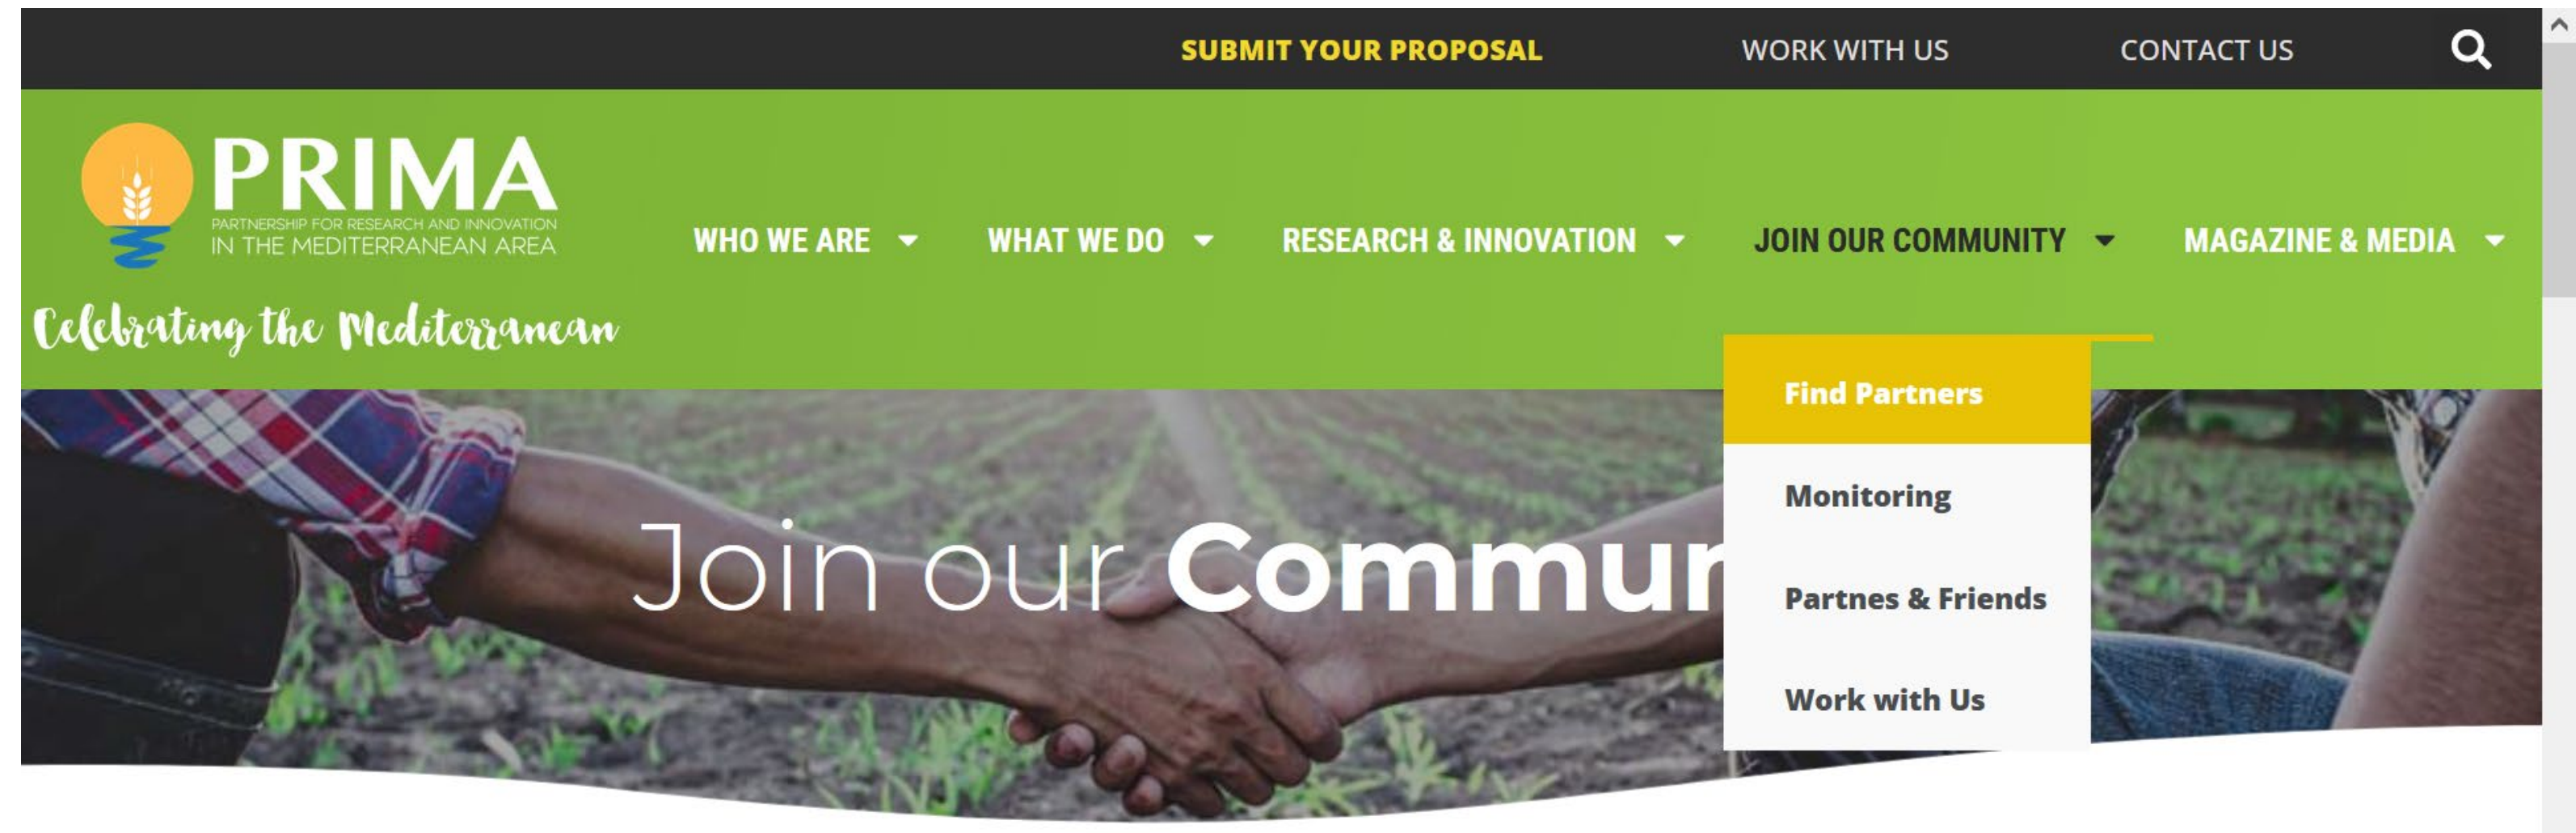 SUBMIT YOUR PROPOSAL WORK WITH US CONTACT US
PRIMA
PARTNERSHIP FOR RESEARCH AND INNOVATION
IN THE MEDITERRANEAN AREA
Celebrating the Mediterranean
WHO WE ARE WHAT WE DO RESEARCH & INNOVATION JOIN OUR COMMUNITY MAGAZINE & MEDIA
Find Partners
Monitoring
Partnes & Friends
Work with Us
Join our Commun